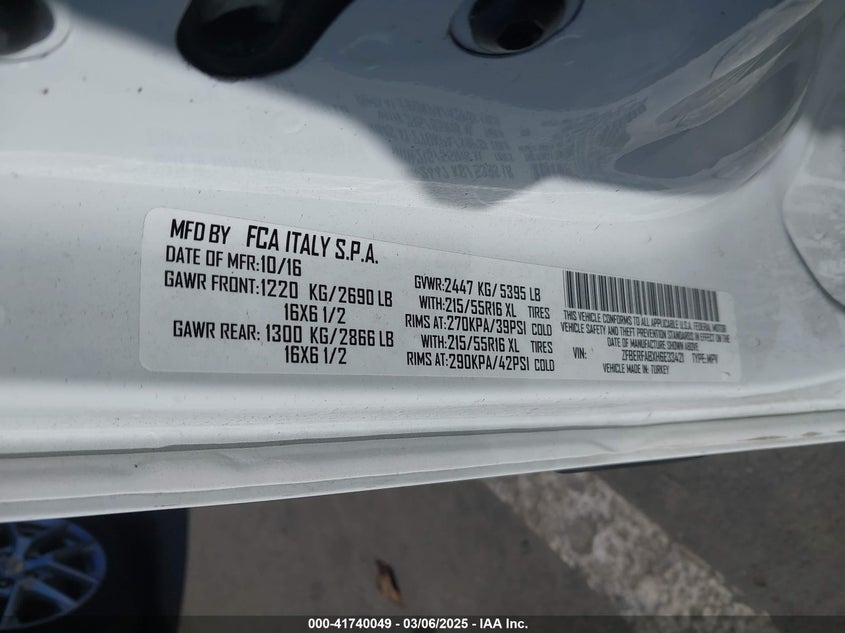 MFD BY FCA ITALY S.P.A.
DATE OF MFR:10/16
GAWR FRONT:1220 KG/2690 LB
16X6 1/2
GAWR REAR: 1300 KG/2866 LB
16X6 1/2
GVWR:2447 KG/5395 LB
WITH:215/55R16 XL TIRES
RIMS AT:270KPA/39PSI COLD
WITH:215/55R16 XL TIRES
RIMS AT:290KPA/42PSI COLD
THIS VEHICLE CONFORMS TO ALL APPLICABLE U.S.A. FEDERAL MOTOR
VEHICLE SAFETY AND THEFT PREVENTION STANDARDS IN EFFECT ON THE
DATE OF MANUFACTURE SHOWN ABOVE
VIN: ZFBERFABXH6E33421 TYPE:MPV
VEHICLE MADE IN: TURKEY
000-41740049 - 03/06/2025 - IAA Inc.